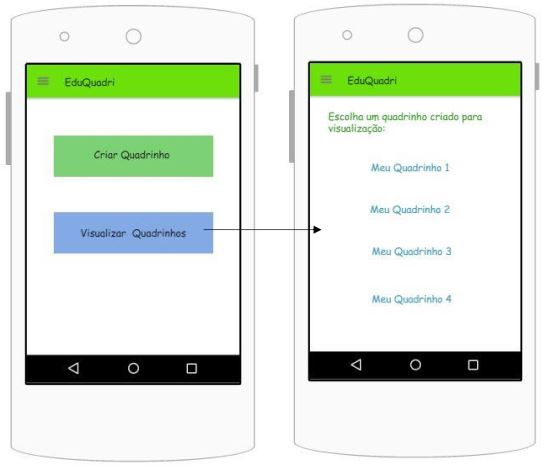 EduQuadri
Criar Quadrinho
Visualizar Quadrinhos
EduQuadri
Escolha um quadrinho criado para
visualização:
Meu Quadrinho 1
Meu Quadrinho 2
Meu Quadrinho 3
Meu Quadrinho 4